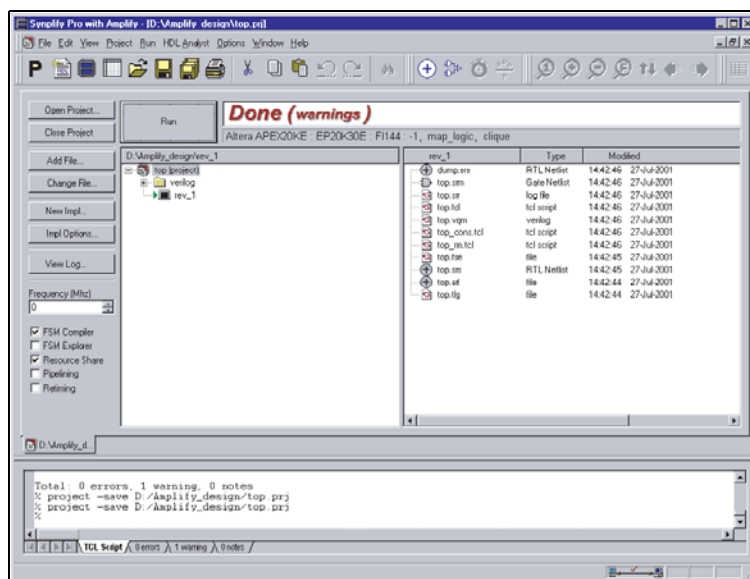 Synplify Pro with Amplify - [D:\Amplify_design\top.prj]
File Edit View Project Run HDL Analyst Options Window Help
P
Open Project...
Close Project
Add File...
Change File...
New Impl...
Impl Options...
View Log...
Frequency (Mhz)
0
FSM Compiler
FSM Explorer
Resource Share
Pipelining
Retiming
Run
Done (warnings)
Altera APEX20KE : EP20K30E : FI144 : -1, map_logic, clique
D:\Amplify_design\rev_1
top (project)
verilog
rev_1
rev_1 Type Modified
dump.srs RTL Netlist 14:42:46 27-Jul-2001
top.srm Gate Netlist 14:42:46 27-Jul-2001
top.srr log file 14:42:46 27-Jul-2001
top.tcl tcl script 14:42:46 27-Jul-2001
top.vqm verilog 14:42:46 27-Jul-2001
top_cons.tcl tcl script 14:42:46 27-Jul-2001
top_rm.tcl tcl script 14:42:46 27-Jul-2001
top.fse file 14:42:45 27-Jul-2001
top.srs RTL Netlist 14:42:45 27-Jul-2001
file 14:42:44 27-Jul-2001
top.tlg file 14:42:44 27-Jul-2001
D:\Amplify_d...
Total: 0 errors, 1 warning, 0 notes
% project -save D:/Amplify_design/top.prj
% project -save D:/Amplify_design/top.prj
%
TCL Script 0 errors 1 warning 0 notes